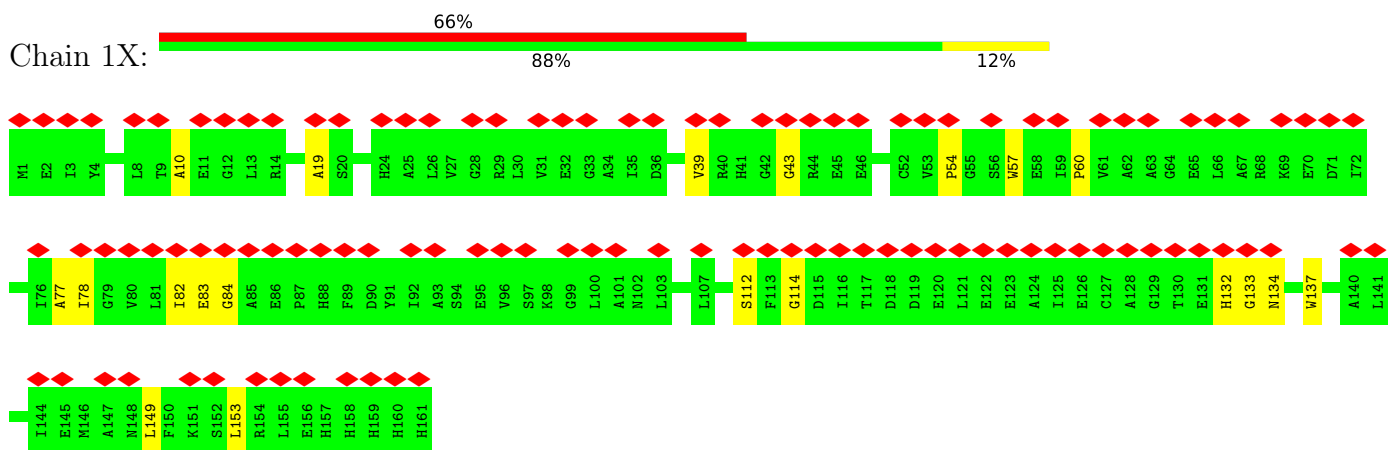 66%
Chain 1X:
88% 12%
M1 E2 I3 Y4 L8 T9 A10 E11 G12 L13 R14 A19 S20 H24 A25 L26 V27 G28 R29 L30 V31 E32 G33 A34 I35 D36 V39 R40 H41 G42 G43 R44 E45 E46 C52 V53 P54 G55 S56 W57 E58 I59 P60 V61 A62 A63 G64 E65 L66 A67 R68 K69 E70 D71 I72
I76 A77 I78 G79 V80 L81 I82 E83 G84 A85 E86 P87 H88 F89 D90 Y91 I92 A93 S94 E95 V96 S97 K98 G99 L100 A101 N102 L103 L107 S112 F113 G114 D115 I116 T117 D118 D119 E120 L121 E122 E123 A124 I125 E126 C127 A128 G129 T130 E131 H132 G133 N134 W137 A140 L141
I144 E145 M146 A147 N148 L149 F150 K151 S152 L153 R154 L155 E156 H157 H158 H159 H160 H161